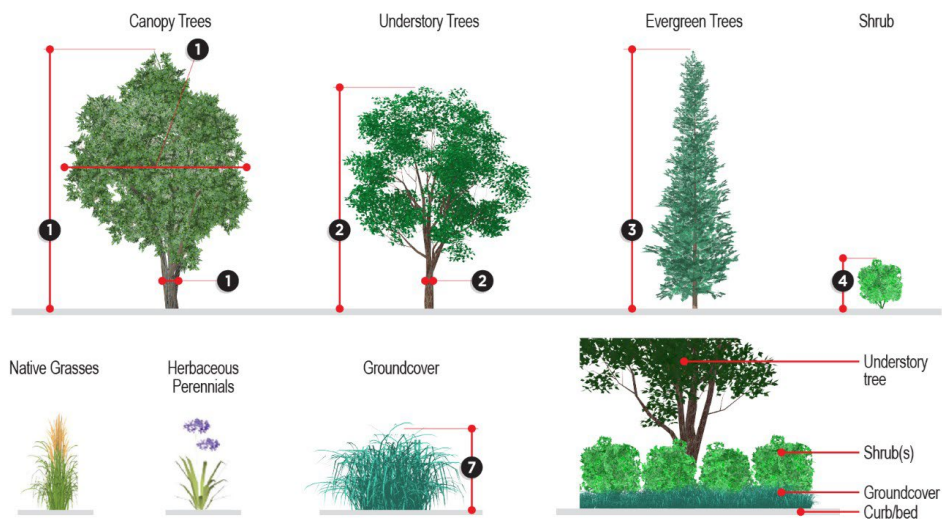 Canopy Trees
Understory Trees
Evergreen Trees
Shrub
1
1
1
2
2
3
4
Native Grasses
Herbaceous
Perennials
Groundcover
7
Understory
tree
Shrub(s)
Groundcover
Curb/bed